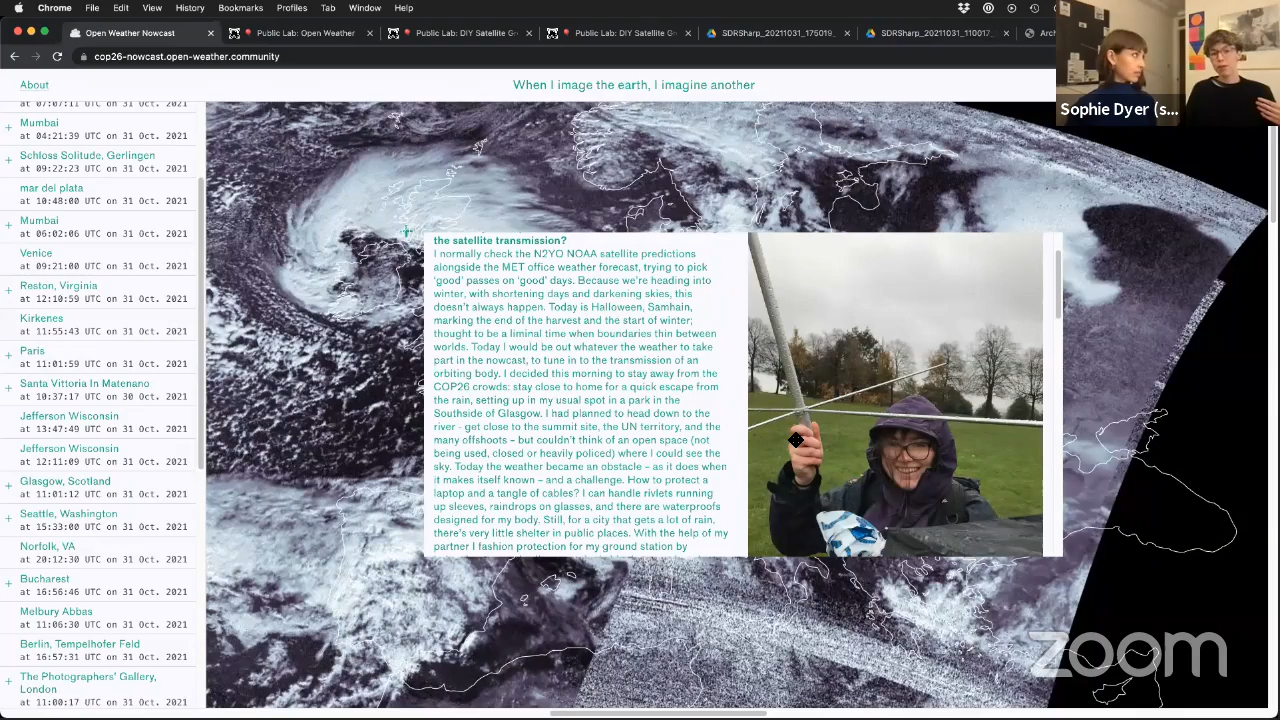 Chrome File Edit View History Bookmarks Profiles Tab Window Help
Open Weather Nowcast
Public Lab: Open Weather
Public Lab: DIY Satellite Gr
Public Lab: DIY Satellite Gr
SDRSharp_20211031_175019_
SDRSharp_20211031_110017_
Arch
cop26-nowcast.open-weather.community
About
When I image the earth, I imagine another
Sophie Dyer (s...
at 07:07:11 UTC on 31 Oct. 2021
Mumbai
at 04:21:39 UTC on 31 Oct. 2021
Schloss Solitude, Gerlingen
at 09:22:23 UTC on 31 Oct. 2021
mar dei plata
at 10:48:00 UTC on 31 Oct. 2021
Mumbai
at 06:02:06 UTC on 31 Oct. 2021
Venice
at 09:21:00 UTC on 31 Oct. 2021
Reston, Virginia
at 12:10:59 UTC on 31 Oct. 2021
Kirkenes
at 11:55:43 UTC on 31 Oct. 2021
Paris
at 11:01:59 UTC on 31 Oct. 2021
Santa Vittoria In Matenano
at 10:37:17 UTC on 30 Oct. 2021
Jefferson Wisconsin
at 13:47:49 UTC on 31 Oct. 2021
Jefferson Wisconsin
at 12:11:09 UTC on 31 Oct. 2021
Glasgow, Scotland
at 11:01:12 UTC on 31 Oct. 2021
Seattle, Washington
at 15:33:00 UTC on 31 Oct. 2021
Norfolk, VA
at 20:12:30 UTC on 31 Oct. 2021
Bucharest
at 16:56:46 UTC on 31 Oct. 2021
Melbury Abbas
at 11:06:30 UTC on 31 Oct. 2021
Berlin, Tempelhofer Feld
at 16:57:31 UTC on 31 Oct. 2021
The Photographers' Gallery,
London
at 11:00:17 UTC on 31 Oct. 2021
the satellite transmission?
I normally check the N2YO NOAA satellite predictions
alongside the MET office weather forecast, trying to pick
'good' passes on 'good' days. Because we're heading into
winter, with shortening days and darkening skies, this
doesn't always happen. Today is Halloween, Samhain,
marking the end of the harvest and the start of winter;
thought to be a liminal time when boundaries thin between
worlds. Today I would be out whatever the weather to take
part in the nowcast, to tune in to the transmission of an
orbiting body. I decided this morning to stay away from the
COP26 crowds: stay close to home for a quick escape from
the rain, setting up in my usual spot in a park in the
Southside of Glasgow. I had planned to head down to the
river - get close to the summit site, the UN territory, and the
many offshoots – but couldn't think of an open space (not
being used, closed or heavily policed) where I could see the
sky. Today the weather became an obstacle – as it does when
it makes itself known – and a challenge. How to protect a
laptop and a tangle of cables? I can handle rivlets running
up sleeves, raindrops on glasses, and there are waterproofs
designed for my body. Still, for a city that gets a lot of rain,
there's very little shelter in public places. With the help of my
partner I fashion protection for my ground station by
zoom